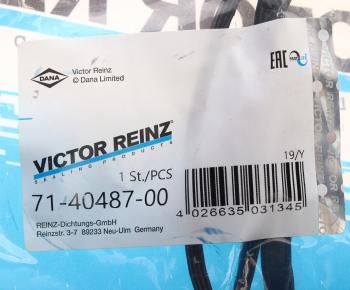 DANA
Victor Reinz
© Dana Limited
EAC
VICTOR REINZ®
SEALING PRODUCTS
1 St./PCS
19/Y
71-40487-00
4 026635 031345
REINZ-Dichtungs-GmbH
Reinzstr. 3-7 89233 Neu-Ulm Germany